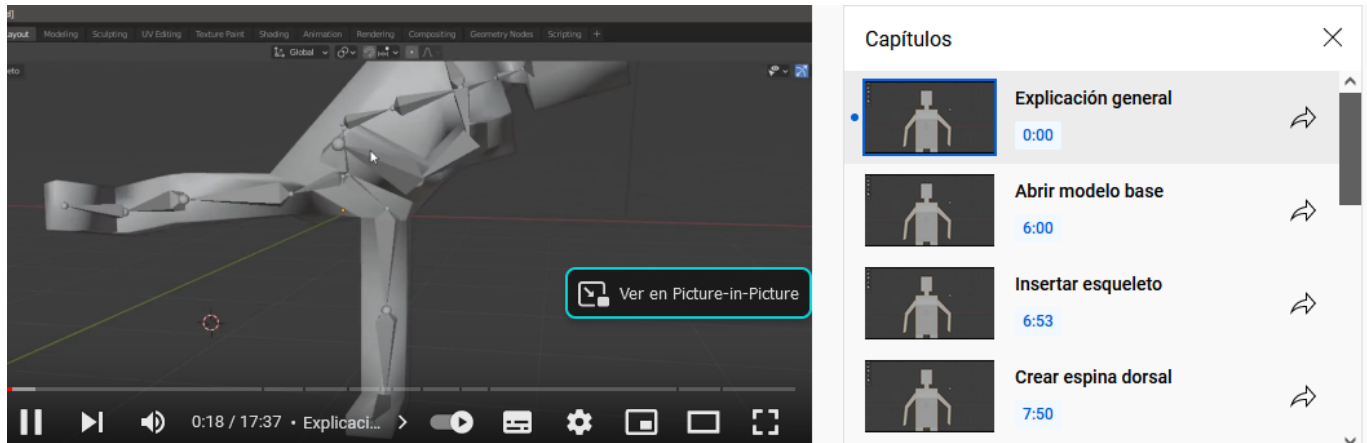 Layout Modeling Sculpting UV Editing Texture Paint Shading Animation Rendering Compositing Geometry Nodes Scripting +
Global
Ver en Picture-in-Picture
0:18 / 17:37 • Explicaci...
Capítulos
Explicación general
0:00
Abrir modelo base
6:00
Insertar esqueleto
6:53
Crear espina dorsal
7:50